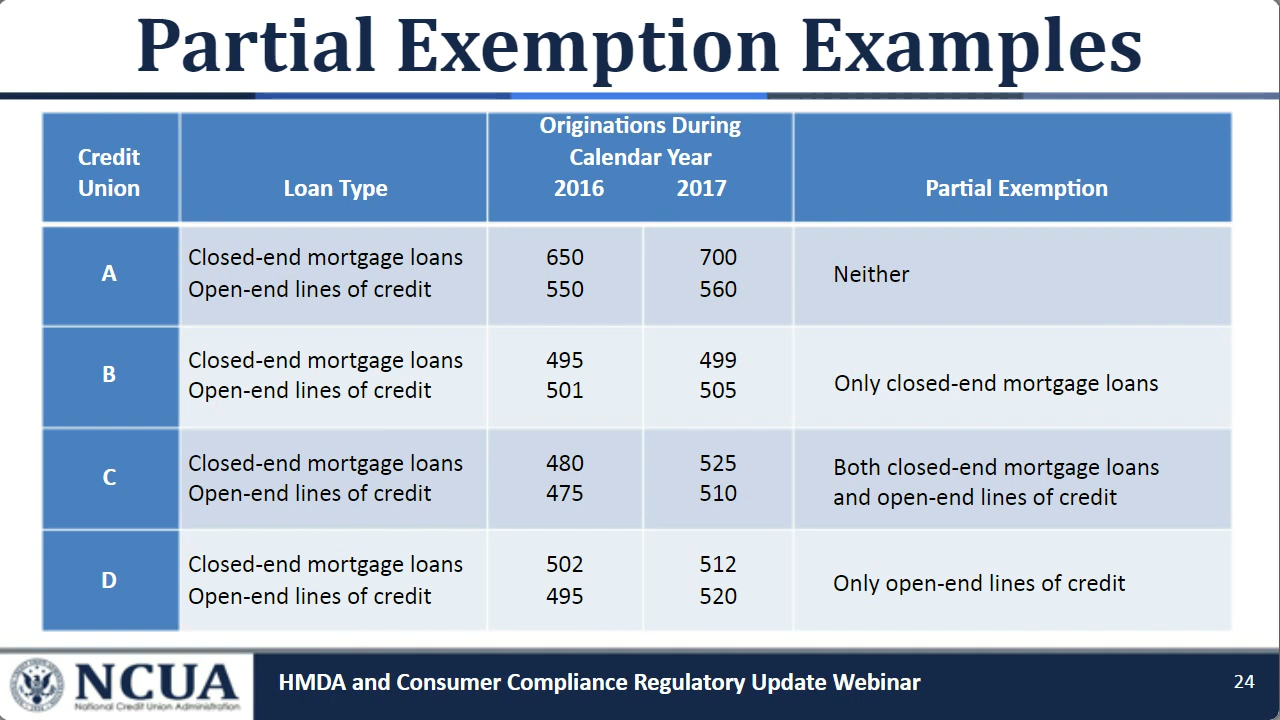 Partial Exemption Examples
Credit
Union
Loan Type
Originations During
Calendar Year
2016 2017
Partial Exemption
A
Closed-end mortgage loans 650 700
Open-end lines of credit 550 560
Neither
B
Closed-end mortgage loans 495 499
Open-end lines of credit 501 505
Only closed-end mortgage loans
C
Closed-end mortgage loans 480 525
Open-end lines of credit 475 510
Both closed-end mortgage loans
and open-end lines of credit
D
Closed-end mortgage loans 502 512
Open-end lines of credit 495 520
Only open-end lines of credit
NCUA
National Credit Union Administration
HMDA and Consumer Compliance Regulatory Update Webinar
24